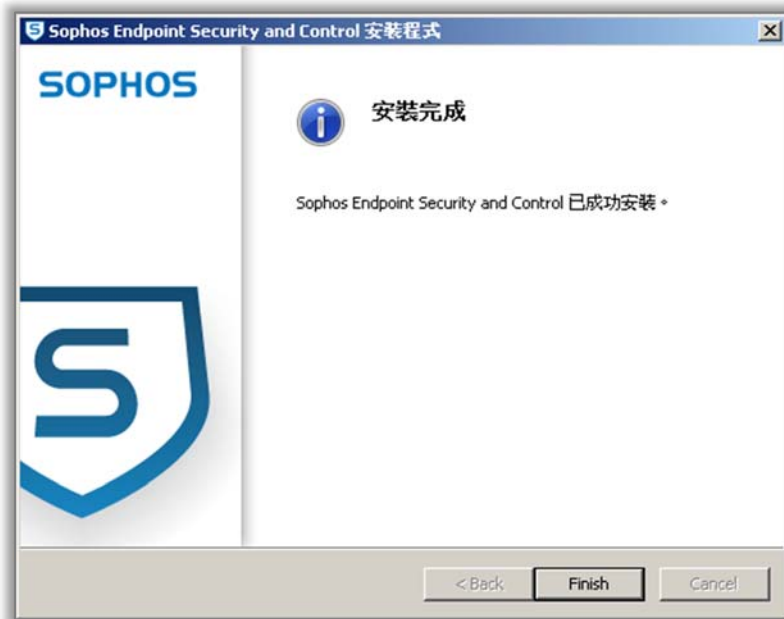 Sophos Endpoint Security and Control 安裝程式
SOPHOS
安裝完成
Sophos Endpoint Security and Control 已成功安裝。
< Back
Finish
Cancel